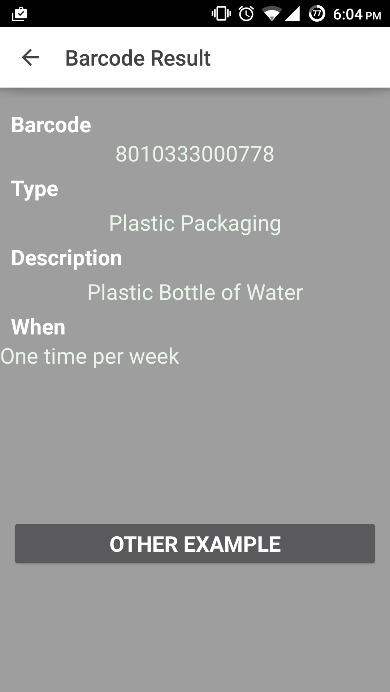 77 6:04 PM
Barcode Result
Barcode
8010333000778
Type
Plastic Packaging
Description
Plastic Bottle of Water
When
One time per week
OTHER EXAMPLE